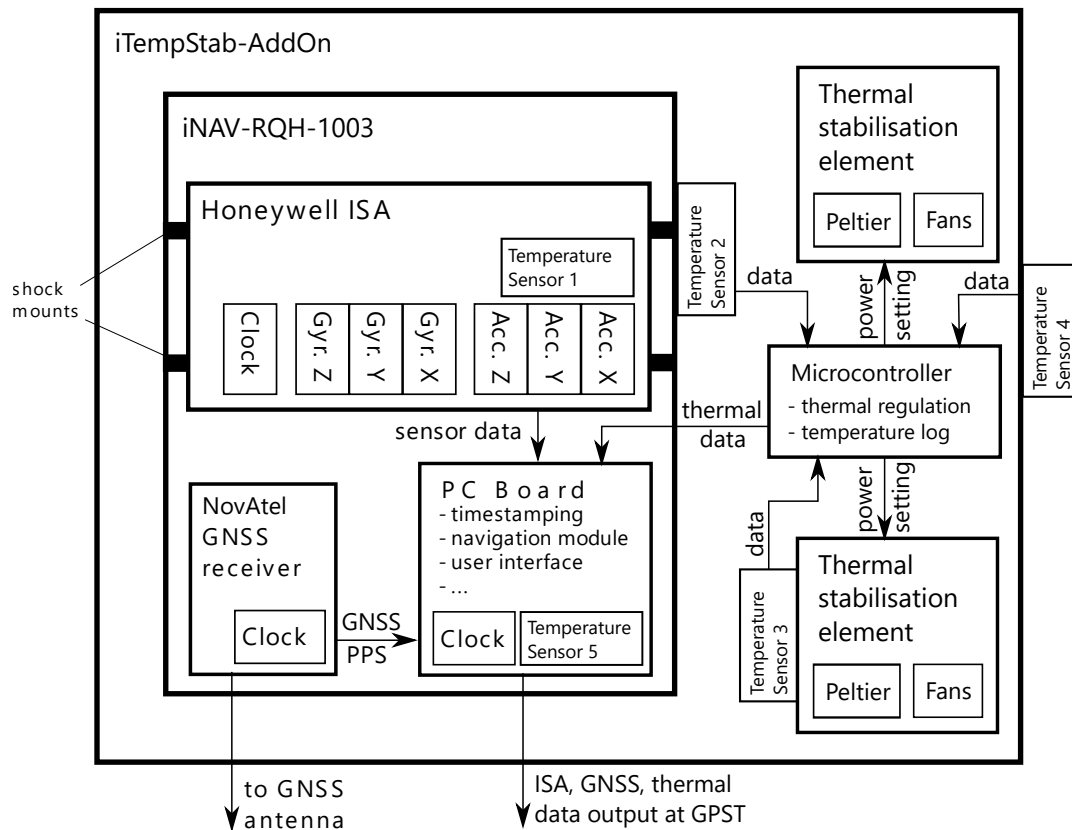 iTempStab-AddOn
iNAV-RQH-1003
Honeywell ISA
Temperature
Sensor 1
Clock
Gyr. Z
Gyr. Y
Gyr. X
Acc. Z
Acc. Y
Acc. X
shock
mounts
Temperature
Sensor 2
data
Thermal
stabilisation
element
Peltier
Fans
power
setting
data
Temperature
Sensor 4
Microcontroller
- thermal regulation
- temperature log
thermal
data
sensor data
NovAtel
GNSS
receiver
Clock
GNSS
PPS
PC Board
- timestamping
- navigation module
- user interface
- ...
Clock
Temperature
Sensor 5
data
Temperature
Sensor 3
power
setting
Thermal
stabilisation
element
Peltier
Fans
to GNSS
antenna
ISA, GNSS, thermal
data output at GPST